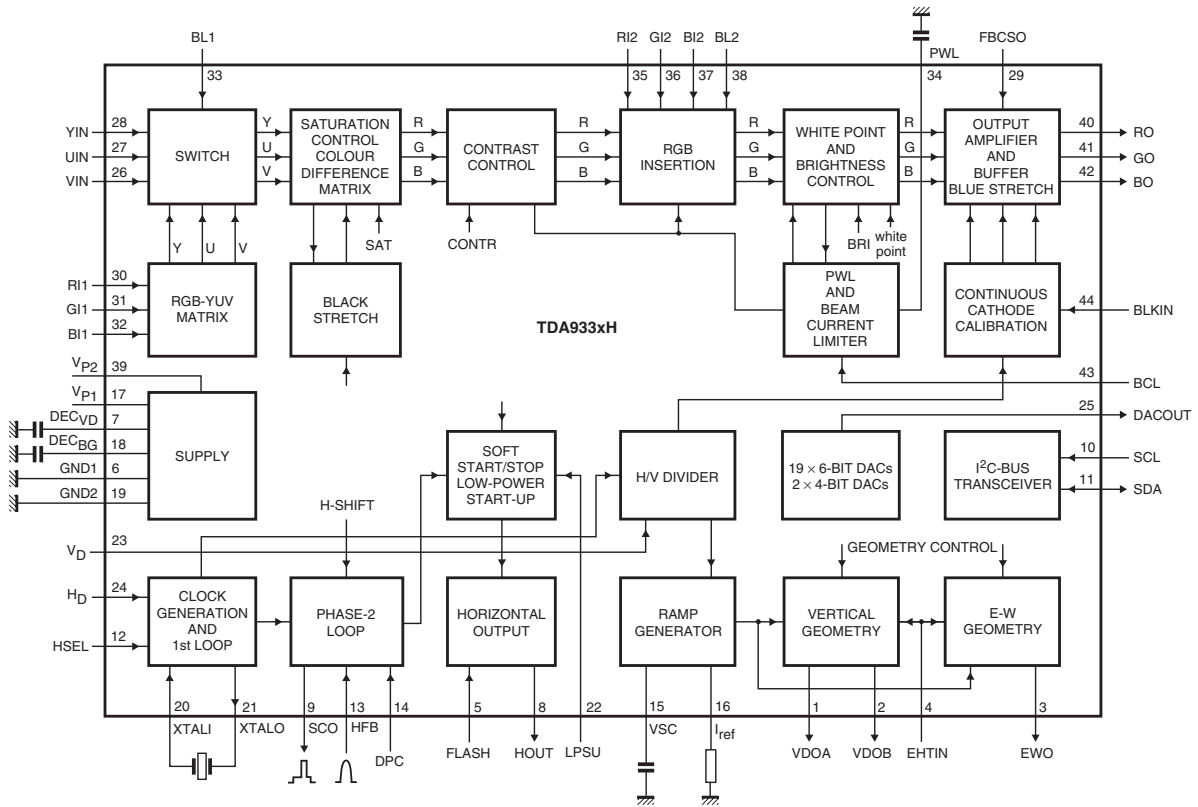 BL1
RI2 GI2 BI2 BL2
PWL
FBCSO
33
35 36 37 38
34
29
YIN 28
UIN 27
VIN 26
SWITCH
Y
U
V
SATURATION
CONTROL
COLOUR
DIFFERENCE
MATRIX
R
G
B
CONTRAST
CONTROL
R
G
B
RGB
INSERTION
R
G
B
WHITE POINT
AND
BRIGHTNESS
CONTROL
R
G
B
OUTPUT
AMPLIFIER
AND
BUFFER
BLUE STRETCH
40 RO
41 GO
42 BO
Y U V
SAT
CONTR
BRI
white
point
RI1 30
GI1 31
BI1 32
RGB-YUV
MATRIX
BLACK
STRETCH
TDA933xH
PWL
AND
BEAM
CURRENT
LIMITER
CONTINUOUS
CATHODE
CALIBRATION
44 BLKIN
43 BCL
25 DACOUT
VP2 39
VP1 17
DECVD 7
DECBG 18
GND1 6
GND2 19
SUPPLY
SOFT
START/STOP
LOW-POWER
START-UP
H/V DIVIDER
19 × 6-BIT DACs
2 × 4-BIT DACs
I²C-BUS
TRANSCEIVER
10 SCL
11 SDA
H-SHIFT
VD 23
HD 24
HSEL 12
GEOMETRY CONTROL
CLOCK
GENERATION
AND
1st LOOP
PHASE-2
LOOP
HORIZONTAL
OUTPUT
RAMP
GENERATOR
VERTICAL
GEOMETRY
E-W
GEOMETRY
20 21 9 13 14 5 8 22 15 16 1 2 4 3
XTALI XTALO SCO HFB DPC FLASH HOUT LPSU VSC Iref VDOA VDOB EHTIN EWO